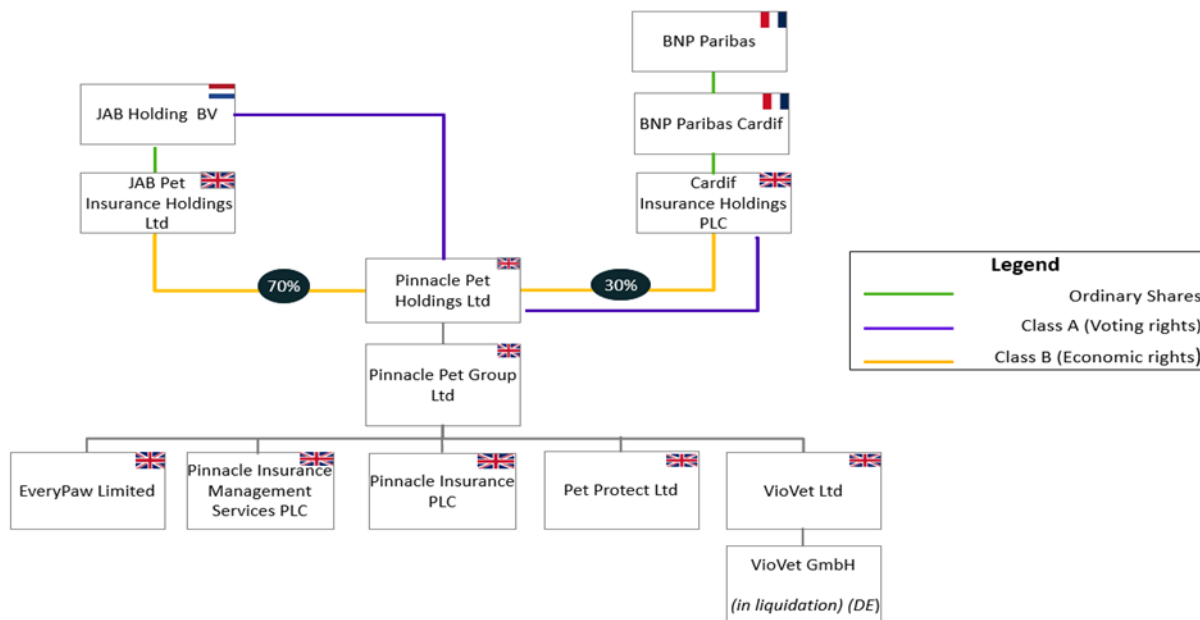 BNP Paribas
JAB Holding BV
BNP Paribas Cardif
JAB Pet
Insurance Holdings
Ltd
Cardif
Insurance Holdings
PLC
70%
Pinnacle Pet
Holdings Ltd
30%
Legend
Ordinary Shares
Class A (Voting rights)
Class B (Economic rights)
Pinnacle Pet Group
Ltd
EveryPaw Limited
Pinnacle Insurance
Management
Services PLC
Pinnacle Insurance
PLC
Pet Protect Ltd
VioVet Ltd
VioVet GmbH
(in liquidation) (DE)